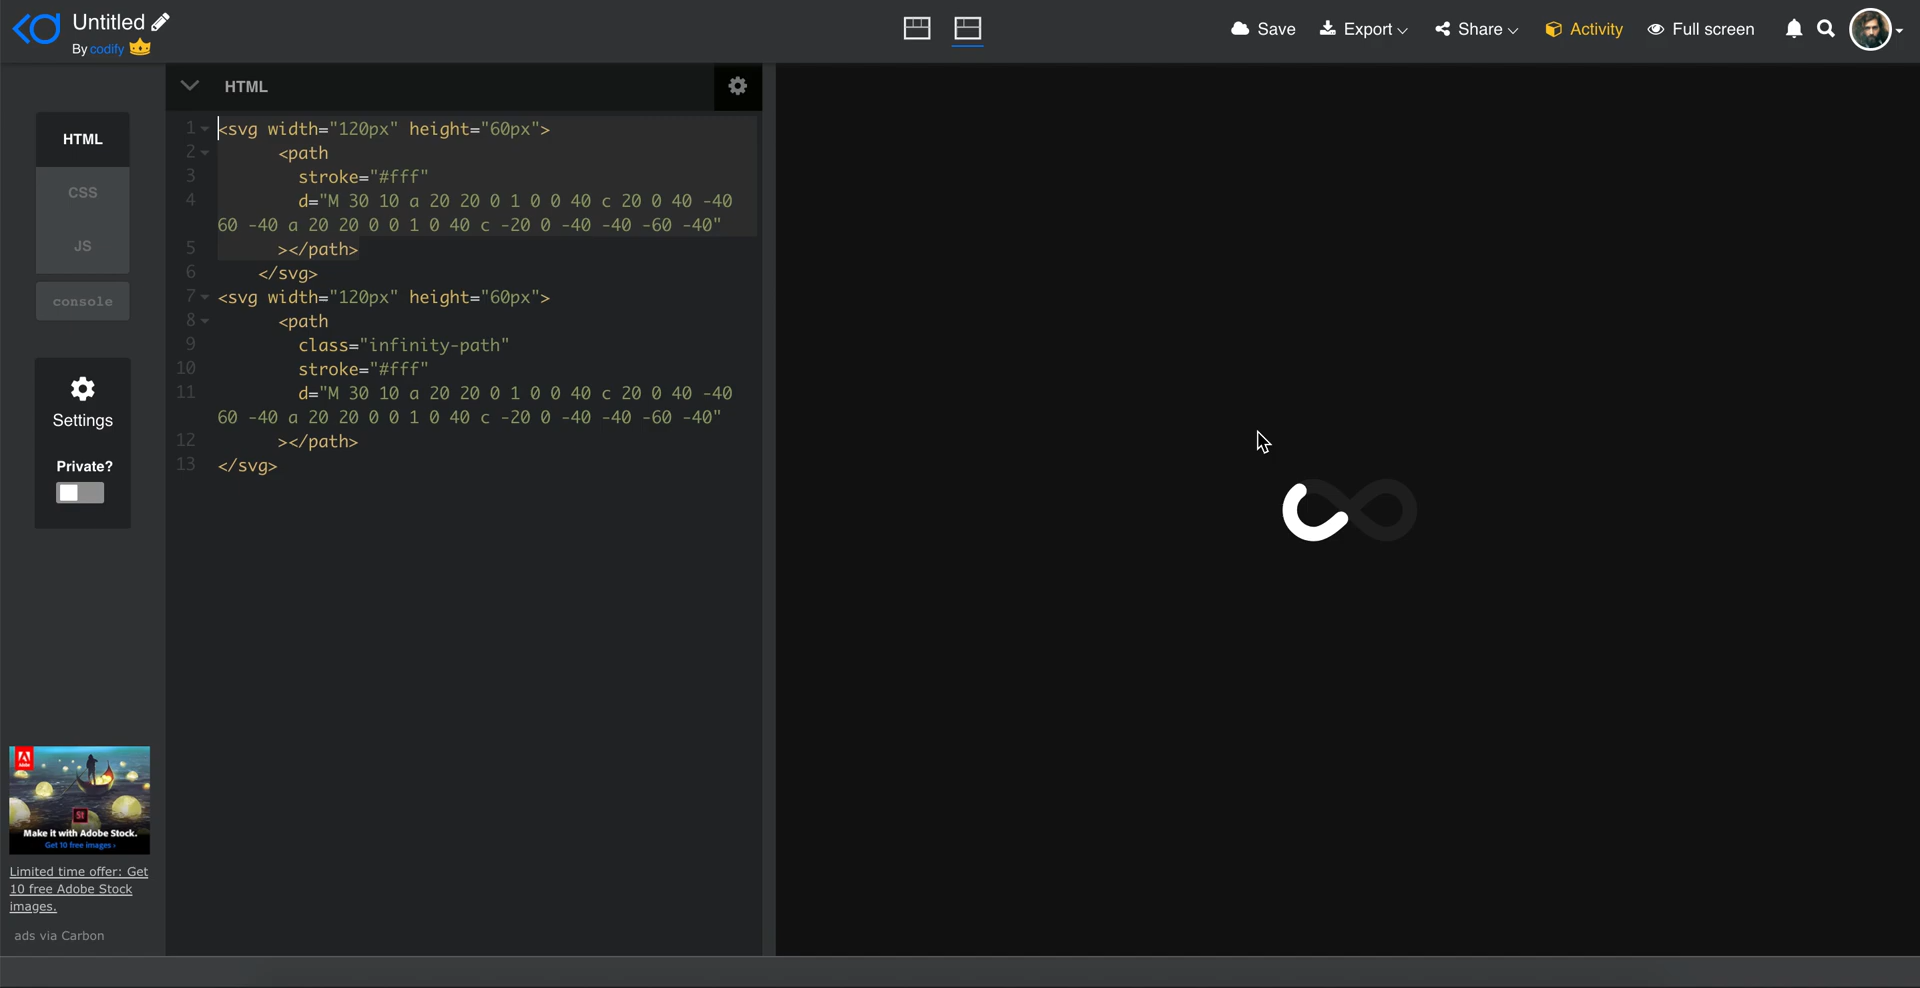 Untitled
By codify
Save
Export
Share
Activity
Full screen
HTML
CSS
JS
console
Settings
Private?
HTML
1 <svg width="120px" height="60px">
2 <path
3 stroke="#fff"
4 d="M 30 10 a 20 20 0 1 0 0 40 c 20 0 40 -40
60 -40 a 20 20 0 0 1 0 40 c -20 0 -40 -40 -60 -40"
5 ></path>
6 </svg>
7 <svg width="120px" height="60px">
8 <path
9 class="infinity-path"
10 stroke="#fff"
11 d="M 30 10 a 20 20 0 1 0 0 40 c 20 0 40 -40
60 -40 a 20 20 0 0 1 0 40 c -20 0 -40 -40 -60 -40"
12 ></path>
13 </svg>
Adobe
St
Make it with Adobe Stock.
Get 10 free images ›
Limited time offer: Get
10 free Adobe Stock
images.
ads via Carbon